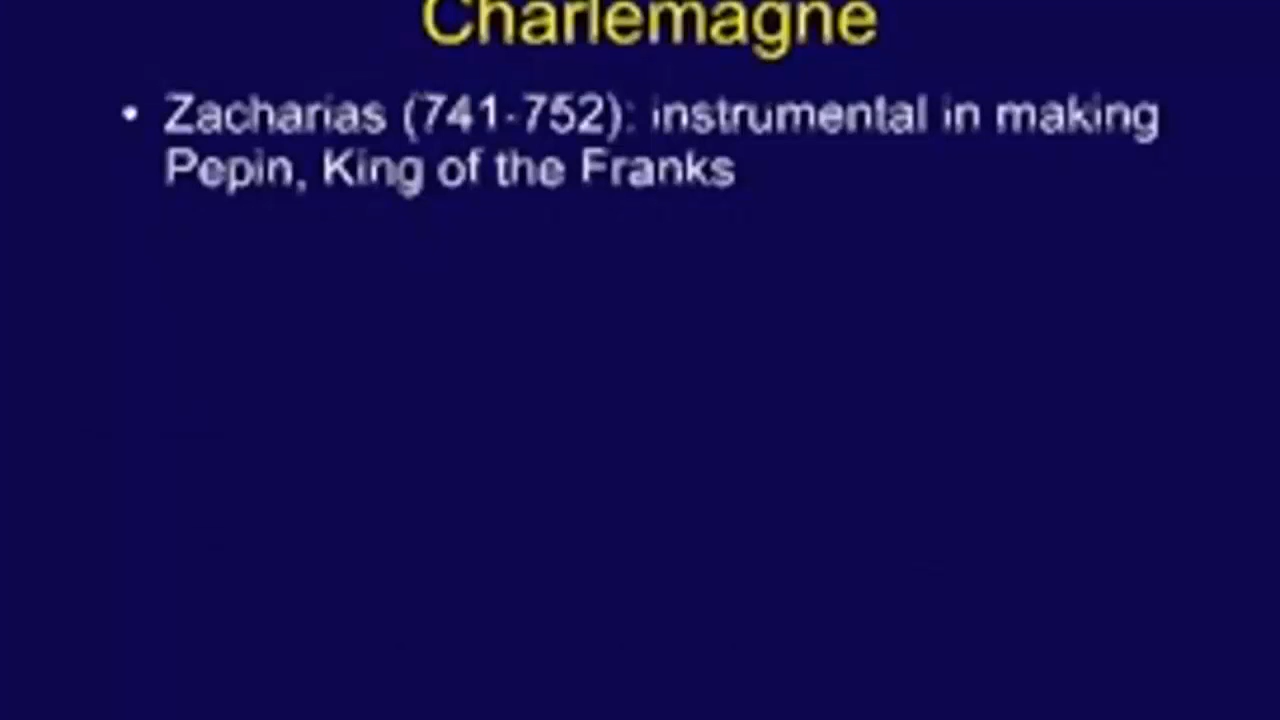 Charlemagne
• Zacharias (741-752): instrumental in making
Pepin, King of the Franks